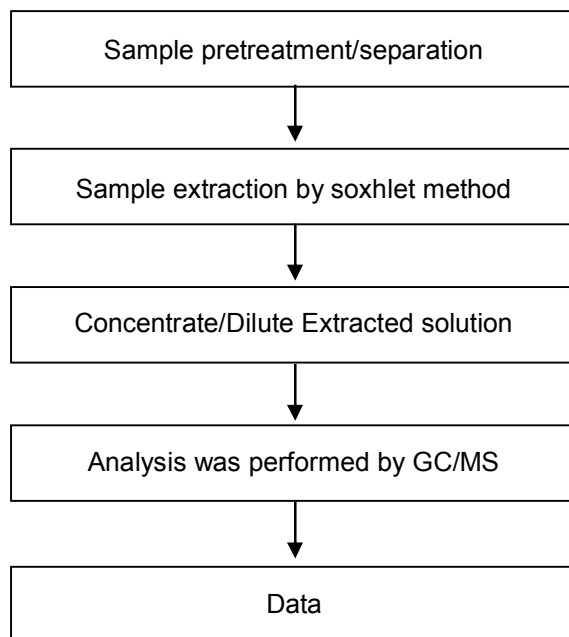 Sample pretreatment/separation
Sample extraction by soxhlet method
Concentrate/Dilute Extracted solution
Analysis was performed by GC/MS
Data